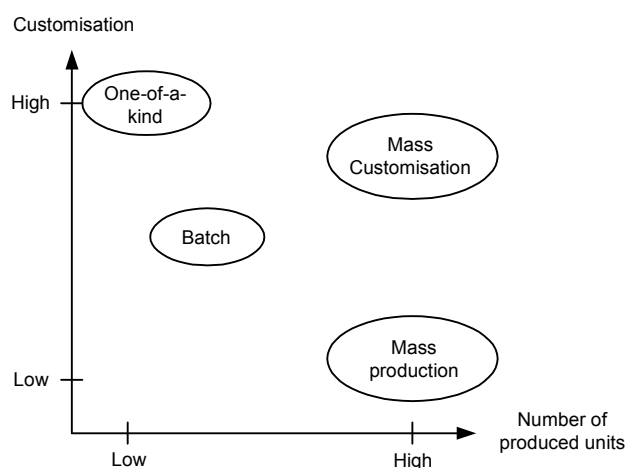 Customisation
High
One-of-a-
kind
Mass
Customisation
Batch
Mass
production
Low
Number of
produced units
Low
High